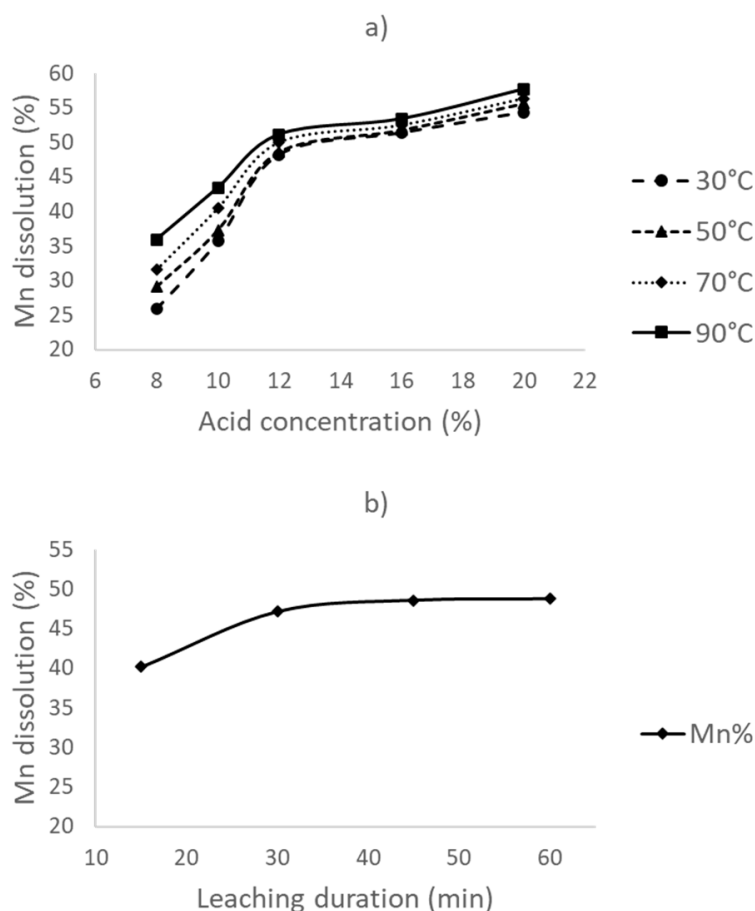 a)
Mn dissolution (%)
60
55
50
45
40
35
30
25
20
6 8 10 12 14 16 18 20 22
Acid concentration (%)
30°C
50°C
70°C
90°C
b)
Mn dissolution (%)
55
50
45
40
35
30
25
20
10 20 30 40 50 60
Leaching duration (min)
Mn%